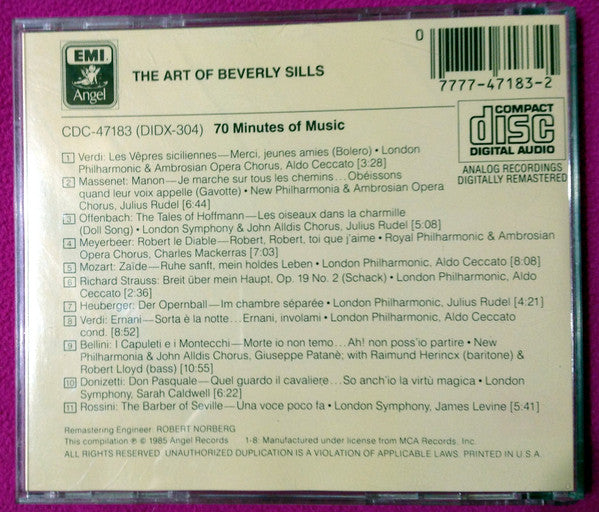 EMI
Angel
THE ART OF BEVERLY SILLS
0
7777-47183-2
COMPACT
disc
DIGITAL AUDIO
ANALOG RECORDINGS
DIGITALLY REMASTERED
CDC-47183 (DIDX-304) 70 Minutes of Music
1 Verdi: Les Vêpres siciliennes—Merci, jeunes amies (Bolero) • London
Philharmonic & Ambrosian Opera Chorus, Aldo Ceccato [3:28]
2 Massenet: Manon—Je marche sur tous les chemins...Obéissons
quand leur voix appelle (Gavotte) • New Philharmonia & Ambrosian Opera
Chorus, Julius Rudel [6:44]
3 Offenbach: The Tales of Hoffmann—Les oiseaux dans la charmille
(Doll Song) • London Symphony & John Alldis Chorus, Julius Rudel [5:08]
4 Meyerbeer: Robert le Diable—Robert, Robert, toi que j'aime • Royal Philharmonic & Ambrosian
Opera Chorus, Charles Mackerras [7:03]
5 Mozart: Zaïde—Ruhe sanft, mein holdes Leben • London Philharmonic, Aldo Ceccato [8:08]
6 Richard Strauss: Breit über mein Haupt, Op. 19 No. 2 (Schack) • London Philharmonic, Aldo
Ceccato [2:36]
7 Heuberger: Der Opernball—Im chambre séparée • London Philharmonic, Julius Rudel [4:21]
8 Verdi: Ernani—Sorta è la notte...Ernani, involami • London Philharmonic, Aldo Ceccato
cond. [8:52]
9 Bellini: I Capuleti e i Montecchi—Morte io non temo...Ah! non poss'io partire • New
Philharmonia & John Alldis Chorus, Giuseppe Patanè; with Raimund Herincx (baritone) &
Robert Lloyd (bass) [10:55]
10 Donizetti: Don Pasquale—Quel guardo il cavaliere...So anch'io la virtù magica • London
Symphony, Sarah Caldwell [6:22]
11 Rossini: The Barber of Seville—Una voce poco fa • London Symphony, James Levine [5:41]
Remastering Engineer: ROBERT NORBERG
This compilation ℗ © 1985 Angel Records 1-8: Manufactured under license from MCA Records, Inc.
ALL RIGHTS RESERVED. UNAUTHORIZED DUPLICATION IS A VIOLATION OF APPLICABLE LAWS. PRINTED IN U.S.A.